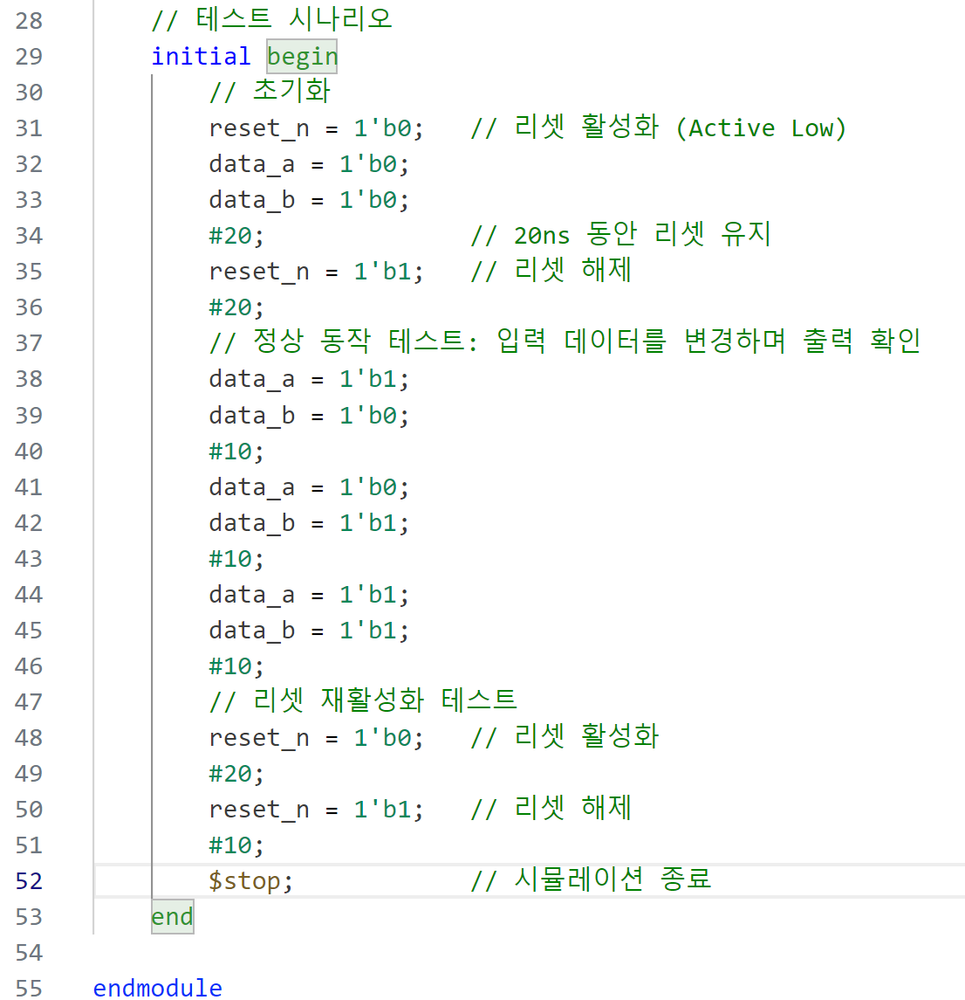 28 // 테스트 시나리오
29 initial begin
30 // 초기화
31 reset_n = 1'b0; // 리셋 활성화 (Active Low)
32 data_a = 1'b0;
33 data_b = 1'b0;
34 #20; // 20ns 동안 리셋 유지
35 reset_n = 1'b1; // 리셋 해제
36 #20;
37 // 정상 동작 테스트: 입력 데이터를 변경하며 출력 확인
38 data_a = 1'b1;
39 data_b = 1'b0;
40 #10;
41 data_a = 1'b0;
42 data_b = 1'b1;
43 #10;
44 data_a = 1'b1;
45 data_b = 1'b1;
46 #10;
47 // 리셋 재활성화 테스트
48 reset_n = 1'b0; // 리셋 활성화
49 #20;
50 reset_n = 1'b1; // 리셋 해제
51 #10;
52 $stop; // 시뮬레이션 종료
53 end
54
55 endmodule